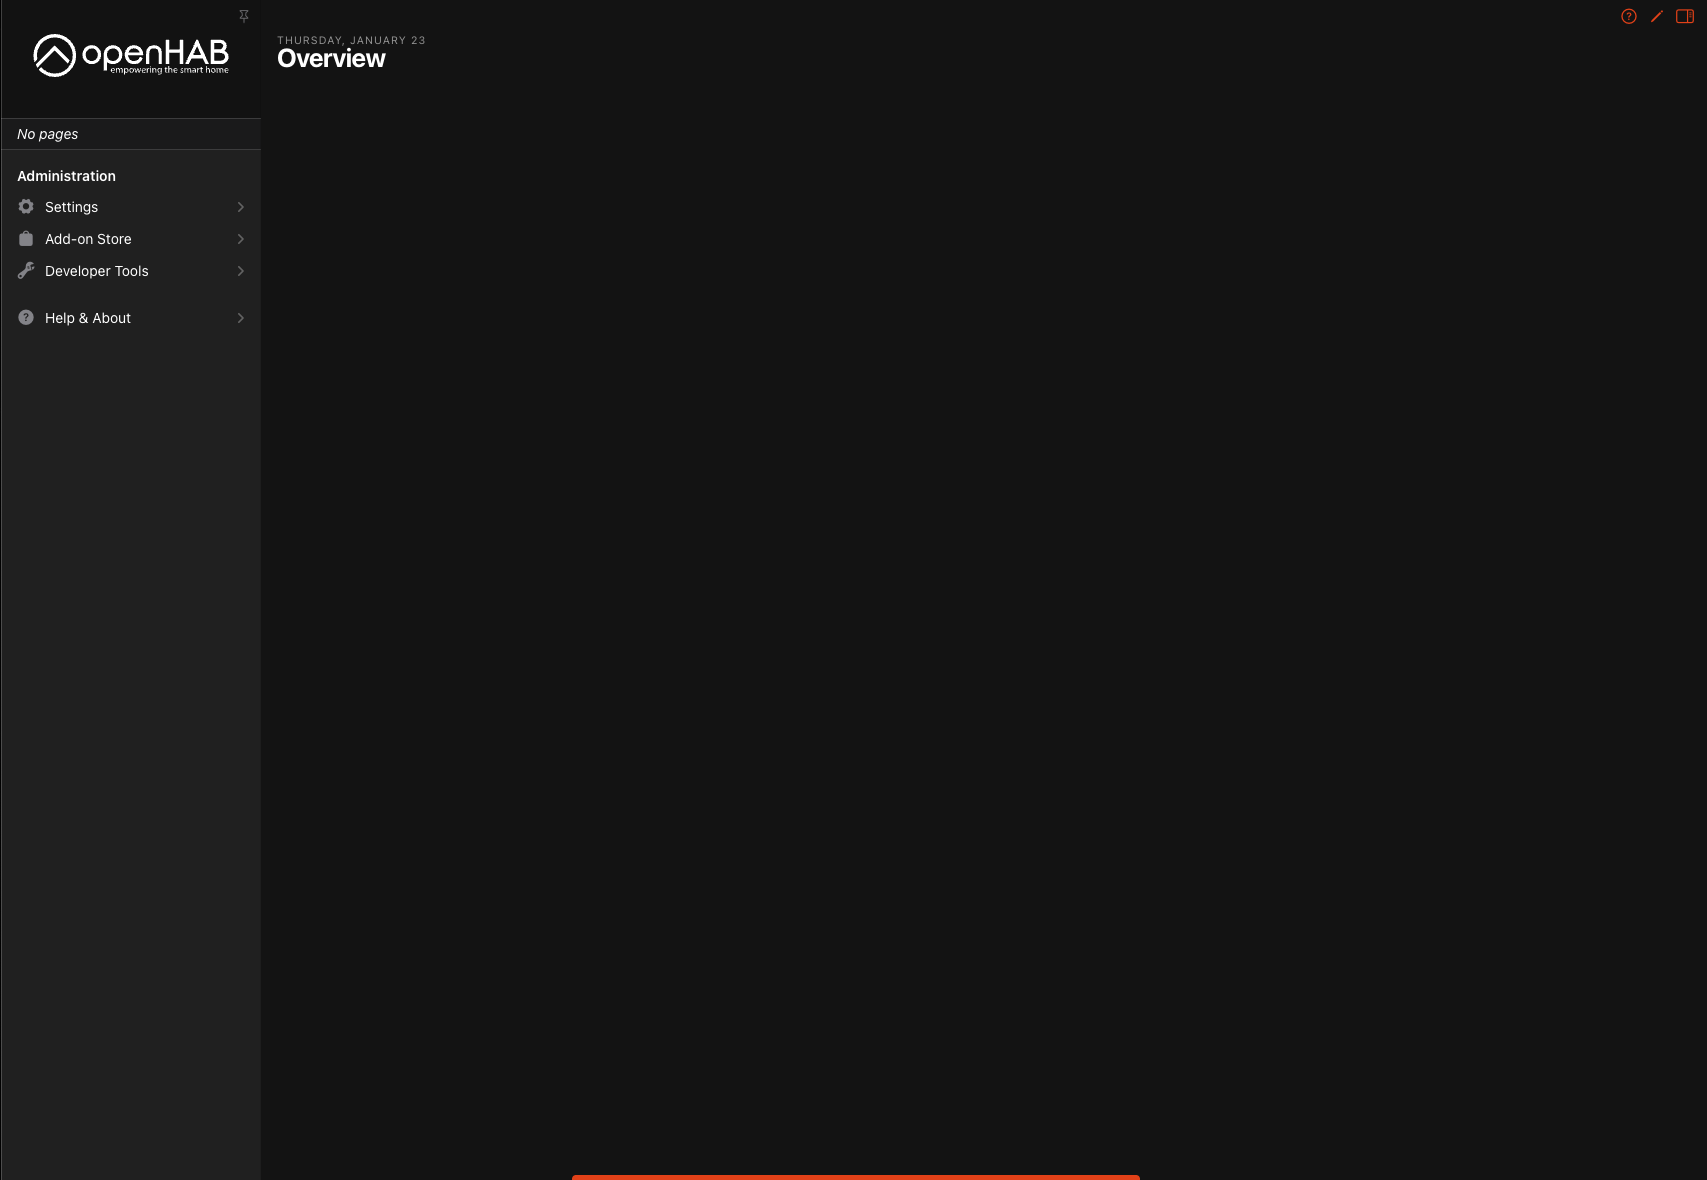 openHAB
empowering the smart home
No pages
Administration
Settings
Add-on Store
Developer Tools
Help & About
THURSDAY, JANUARY 23
Overview